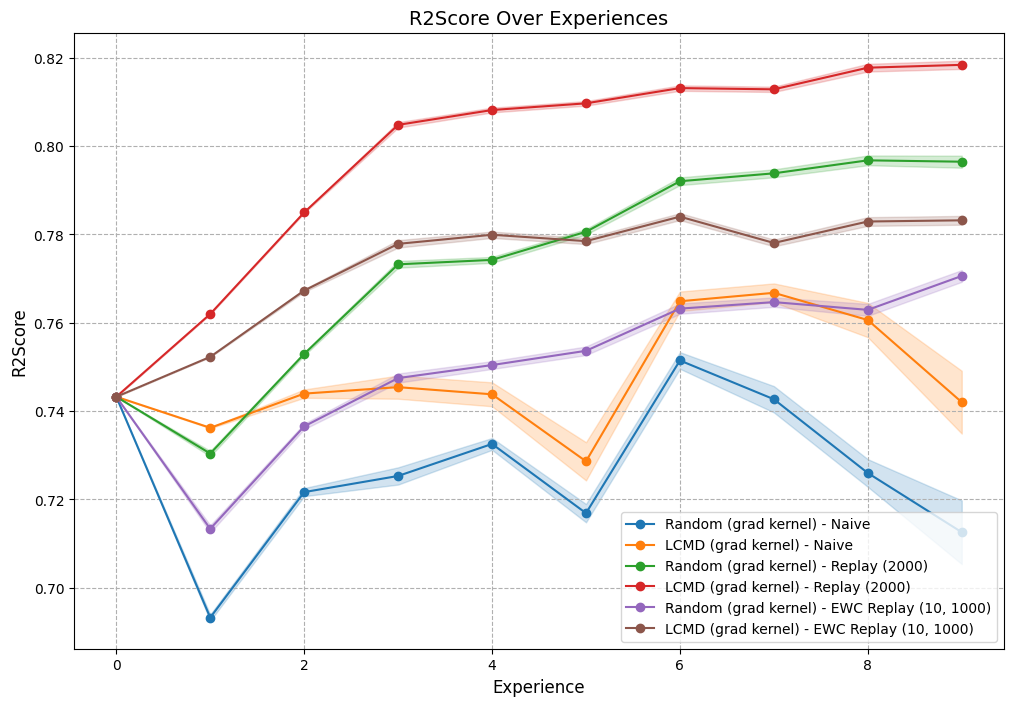 R2Score Over Experiences
R2Score
0.82
0.80
0.78
0.76
0.74
0.72
0.70
0
2
4
6
8
Experience
Random (grad kernel) - Naive
LCMD (grad kernel) - Naive
Random (grad kernel) - Replay (2000)
LCMD (grad kernel) - Replay (2000)
Random (grad kernel) - EWC Replay (10, 1000)
LCMD (grad kernel) - EWC Replay (10, 1000)